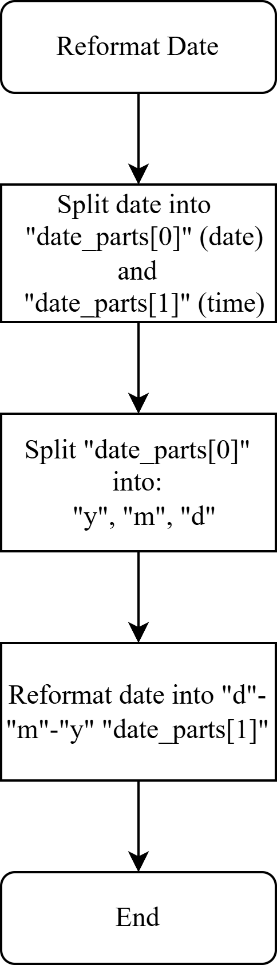 Reformat Date
Split date into
"date_parts[0]" (date)
and
"date_parts[1]" (time)
Split "date_parts[0]"
into:
"y", "m", "d"
Reformat date into "d"-
"m"-"y" "date_parts[1]"
End